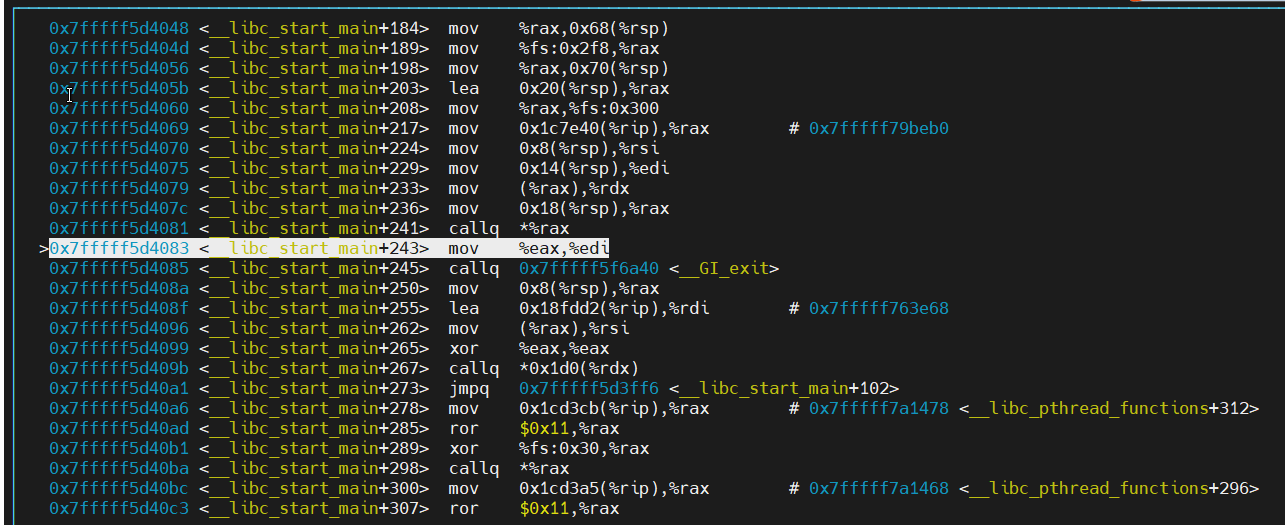 0x7fffff5d4048 <__libc_start_main+184> mov %rax,0x68(%rsp)
0x7fffff5d404d <__libc_start_main+189> mov %fs:0x2f8,%rax
0x7fffff5d4056 <__libc_start_main+198> mov %rax,0x70(%rsp)
0x7fffff5d405b <__libc_start_main+203> lea 0x20(%rsp),%rax
0x7fffff5d4060 <__libc_start_main+208> mov %rax,%fs:0x300
0x7fffff5d4069 <__libc_start_main+217> mov 0x1c7e40(%rip),%rax # 0x7fffff79beb0
0x7fffff5d4070 <__libc_start_main+224> mov 0x8(%rsp),%rsi
0x7fffff5d4075 <__libc_start_main+229> mov 0x14(%rsp),%edi
0x7fffff5d4079 <__libc_start_main+233> mov (%rax),%rdx
0x7fffff5d407c <__libc_start_main+236> mov 0x18(%rsp),%rax
0x7fffff5d4081 <__libc_start_main+241> callq *%rax
>0x7fffff5d4083 <__libc_start_main+243> mov %eax,%edi
0x7fffff5d4085 <__libc_start_main+245> callq 0x7fffff5f6a40 <__GI_exit>
0x7fffff5d408a <__libc_start_main+250> mov 0x8(%rsp),%rax
0x7fffff5d408f <__libc_start_main+255> lea 0x18fdd2(%rip),%rdi # 0x7fffff763e68
0x7fffff5d4096 <__libc_start_main+262> mov (%rax),%rsi
0x7fffff5d4099 <__libc_start_main+265> xor %eax,%eax
0x7fffff5d409b <__libc_start_main+267> callq *0x1d0(%rdx)
0x7fffff5d40a1 <__libc_start_main+273> jmpq 0x7fffff5d3ff6 <__libc_start_main+102>
0x7fffff5d40a6 <__libc_start_main+278> mov 0x1cd3cb(%rip),%rax # 0x7fffff7a1478 <__libc_pthread_functions+312>
0x7fffff5d40ad <__libc_start_main+285> ror $0x11,%rax
0x7fffff5d40b1 <__libc_start_main+289> xor %fs:0x30,%rax
0x7fffff5d40ba <__libc_start_main+298> callq *%rax
0x7fffff5d40bc <__libc_start_main+300> mov 0x1cd3a5(%rip),%rax # 0x7fffff7a1468 <__libc_pthread_functions+296>
0x7fffff5d40c3 <__libc_start_main+307> ror $0x11,%rax